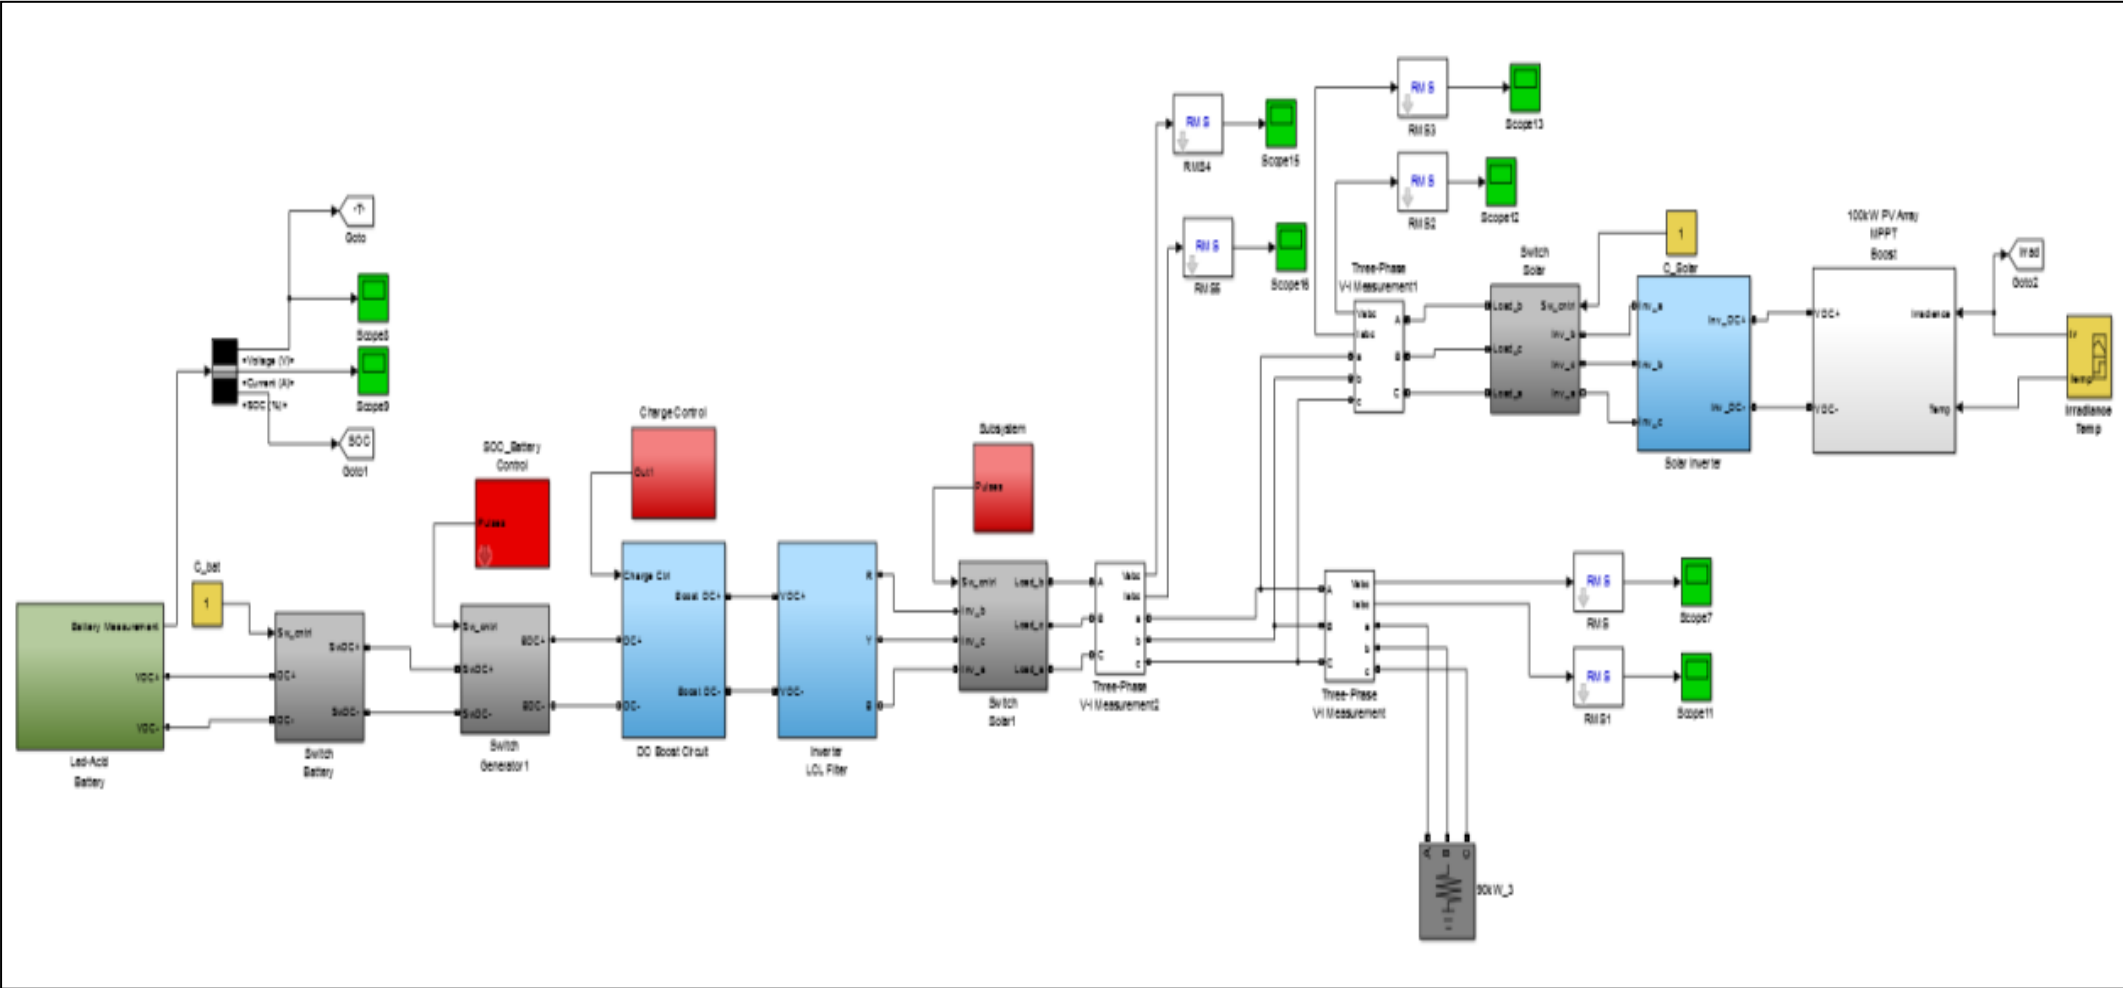 RMS
RMS3
Scope13
RMS
RMS4
Scope15
RMS
RMS2
Scope12
RMS
RMS5
Scope16
Goto
Scope8
<Voltage (V)>
<Current (A)>
<SOC (%)>
Scope9
SOC
Goto1
1
C_Solar
Switch
Solar
Load_b
Load_c
Load_a
Sw_cntrl
Inv_b
Inv_c
Inv_a
Three-Phase
V-I Measurement1
Vabc
Iabc
A
B
C
a
b
c
Inv_a
Inv_b
Inv_c
Inv_DC+
Inv_DC-
Solar Inverter
100kW PV Array
MPPT
Boost
VDC+
VDC-
Irradiance
Temp
Irrad
Goto2
Temp
Irradiance
Temp
Charge Control
Out1
SOC_Battery
Control
Pulses
Subsystem
Pulses
C_bat
1
Battery Measurement
VDC+
VDC-
Led-Acid
Battery
Sw_cntrl
DC+
DC-
SwDC+
SwDC-
Switch
Battery
Sw_cntrl
SwDC+
SwDC-
Switch
Generator1
Charge Ctrl
DC+
DC-
Boost DC+
Boost DC-
DC Boost Circuit
VDC+
VDC-
R
Y
B
Inverter
LCL Filter
Sw_cntrl
Inv_b
Inv_c
Inv_a
Load_b
Load_c
Load_a
Switch
Solar1
A
B
C
Vabc
Iabc
a
b
c
Three-Phase
V-I Measurement2
A
B
C
Vabc
Iabc
a
b
c
Three-Phase
V-I Measurement
RMS
RMS
Scope7
RMS
RMS1
Scope11
A
B
C